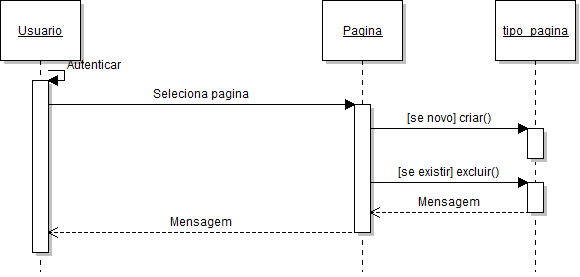 Usuario
Pagina
tipo_pagina
Autenticar
Seleciona pagina
[se novo] criar()
[se existir] excluir()
Mensagem
Mensagem